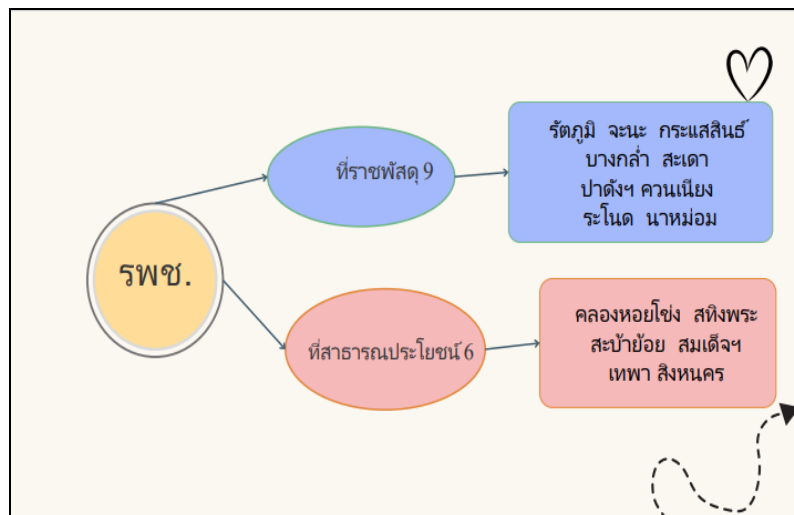 รพช.
ที่ราชพัสดุ 9
รัตภูมิ จะนะ กระแสสินธ์
บางกล่ำ สะเดา
ปาดังฯ ควนเนียง
ระโนด นาหม่อม
ที่สาธารณประโยชน์ 6
คลองหอยโข่ง สทิงพระ
สะบ้าย้อย สมเด็จฯ
เทพา สิงหนคร